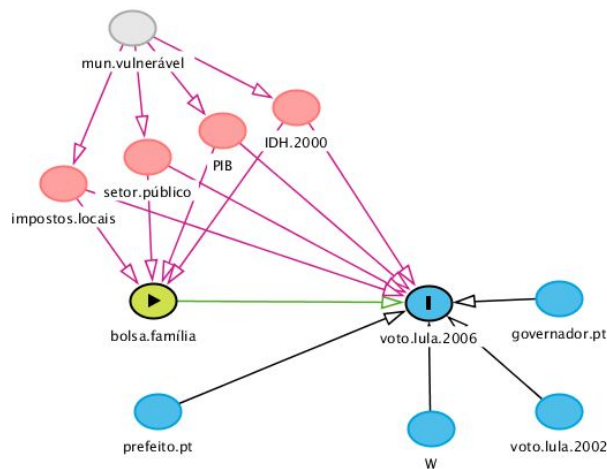 mun.vulnerável
IDH.2000
PIB
setor.público
impostos.locais
bolsa.família
voto.lula.2006
governador.pt
prefeito.pt
W
voto.lula.2002